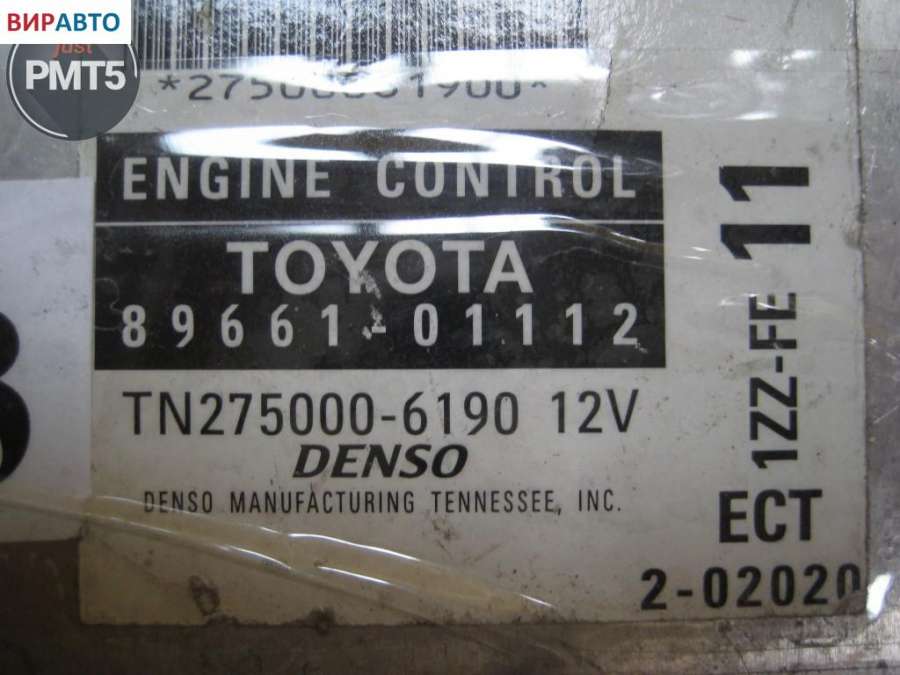 ВИРАВТО
just
PMT5
*27500061900*
ENGINE CONTROL
TOYOTA
89661-01112
TN275000-6190 12V
DENSO
DENSO MANUFACTURING TENNESSEE, INC.
1ZZ-FE 11
ECT
2-02020